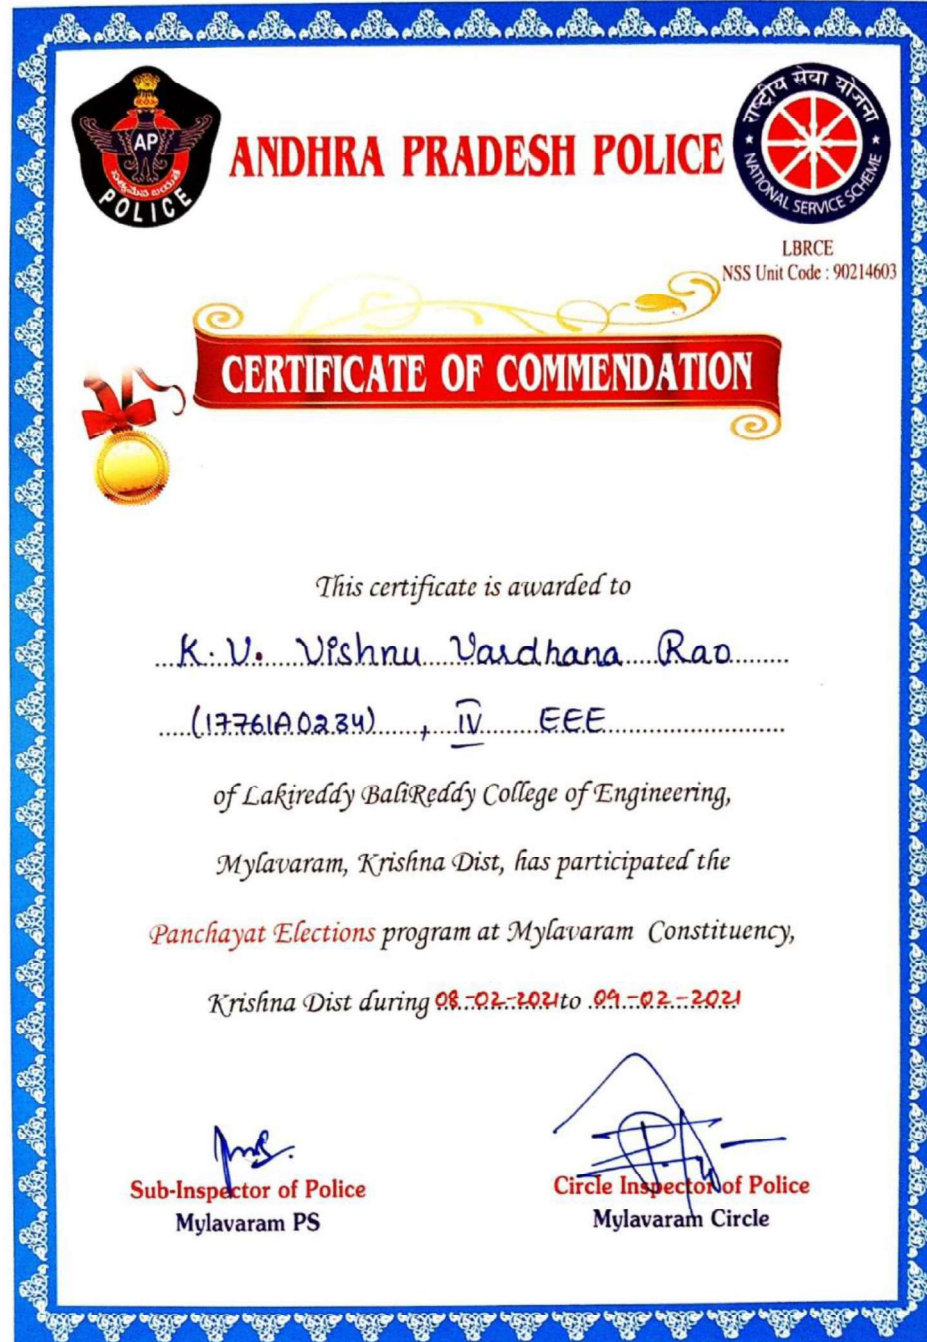 ANDHRA PRADESH POLICE
AP
సత్యమేవ జయతే
POLICE
राष्ट्रीय सेवा योजना
NATIONAL SERVICE SCHEME
LBRCE
NSS Unit Code : 90214603
CERTIFICATE OF COMMENDATION
This certificate is awarded to
K. V. Vishnu Vardhana Rao
(17761A0234), IV EEE
of Lakireddy BaliReddy College of Engineering,
Mylavaram, Krishna Dist, has participated the
Panchayat Elections program at Mylavaram Constituency,
Krishna Dist during 08-02-2021 to 09-02-2021
Sub-Inspector of Police
Mylavaram PS
Circle Inspector of Police
Mylavaram Circle